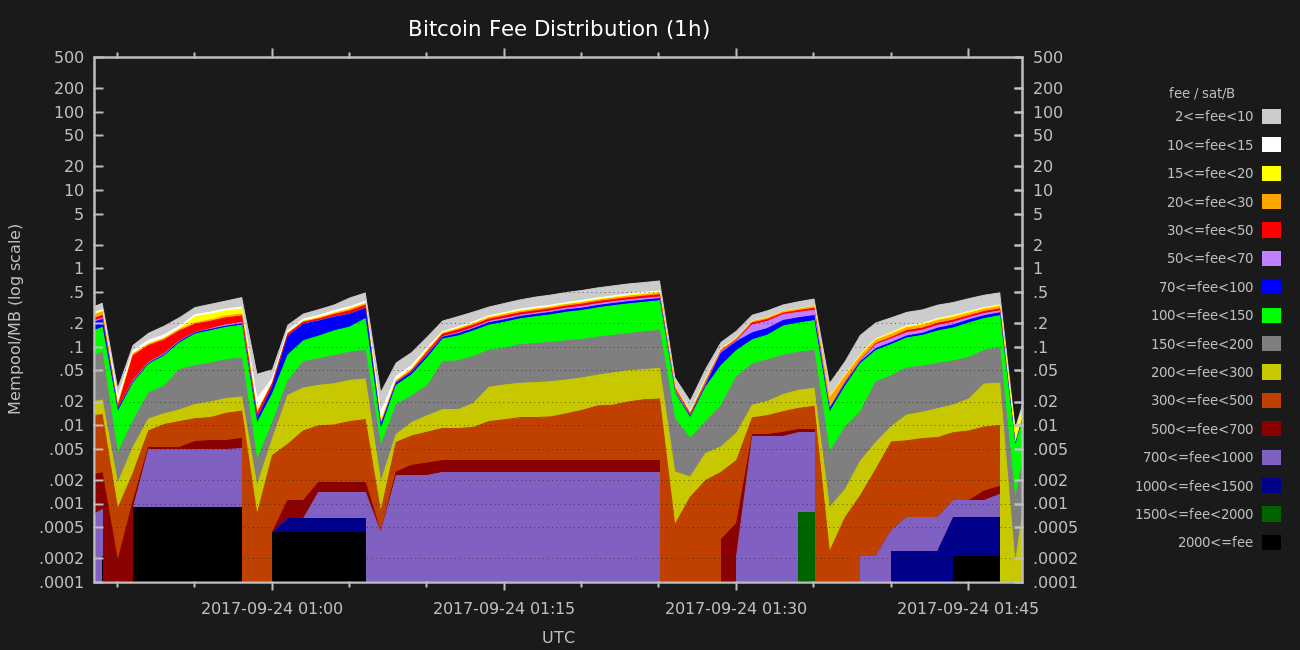 Bitcoin Fee Distribution (1h)
Mempool/MB (log scale)
500
200
100
50
20
10
5
2
1
.5
.2
.1
.05
.02
.01
.005
.002
.001
.0005
.0002
.0001
500
200
100
50
20
10
5
2
1
.5
.2
.1
.05
.02
.01
.005
.002
.001
.0005
.0002
.0001
2017-09-24 01:00
2017-09-24 01:15
2017-09-24 01:30
2017-09-24 01:45
UTC
fee / sat/B
2<=fee<10
10<=fee<15
15<=fee<20
20<=fee<30
30<=fee<50
50<=fee<70
70<=fee<100
100<=fee<150
150<=fee<200
200<=fee<300
300<=fee<500
500<=fee<700
700<=fee<1000
1000<=fee<1500
1500<=fee<2000
2000<=fee